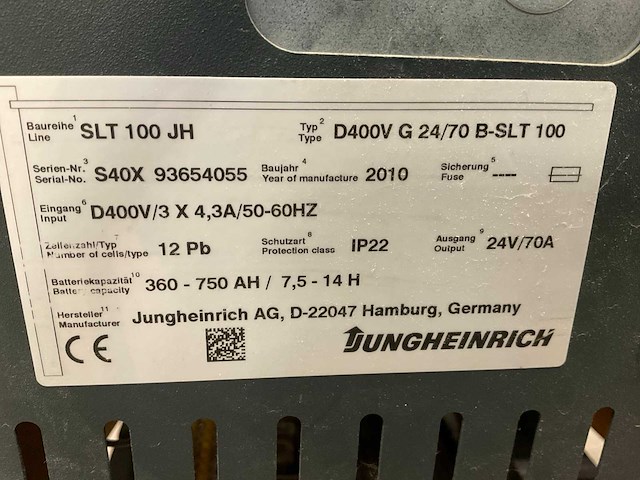 Baureihe 1 SLT 100 JH Typ 2 D400V G 24/70 B-SLT 100
Line Type
Serien-Nr. 3 S40X 93654055 Baujahr 4 2010 Sicherung 5 ----
Serial-No. Year of manufacture Fuse
Eingang 6 D400V/3 X 4,3A/50-60HZ
Input
Zellenzahl/Typ 7 12 Pb Schutzart 8 IP22 Ausgang 9 24V/70A
Number of cells/type Protection class Output
Batteriekapazität 10 360 - 750 AH / 7,5 - 14 H
Battery capacity
Hersteller 11 Jungheinrich AG, D-22047 Hamburg, Germany
Manufacturer
CE JUNGHEINRICH